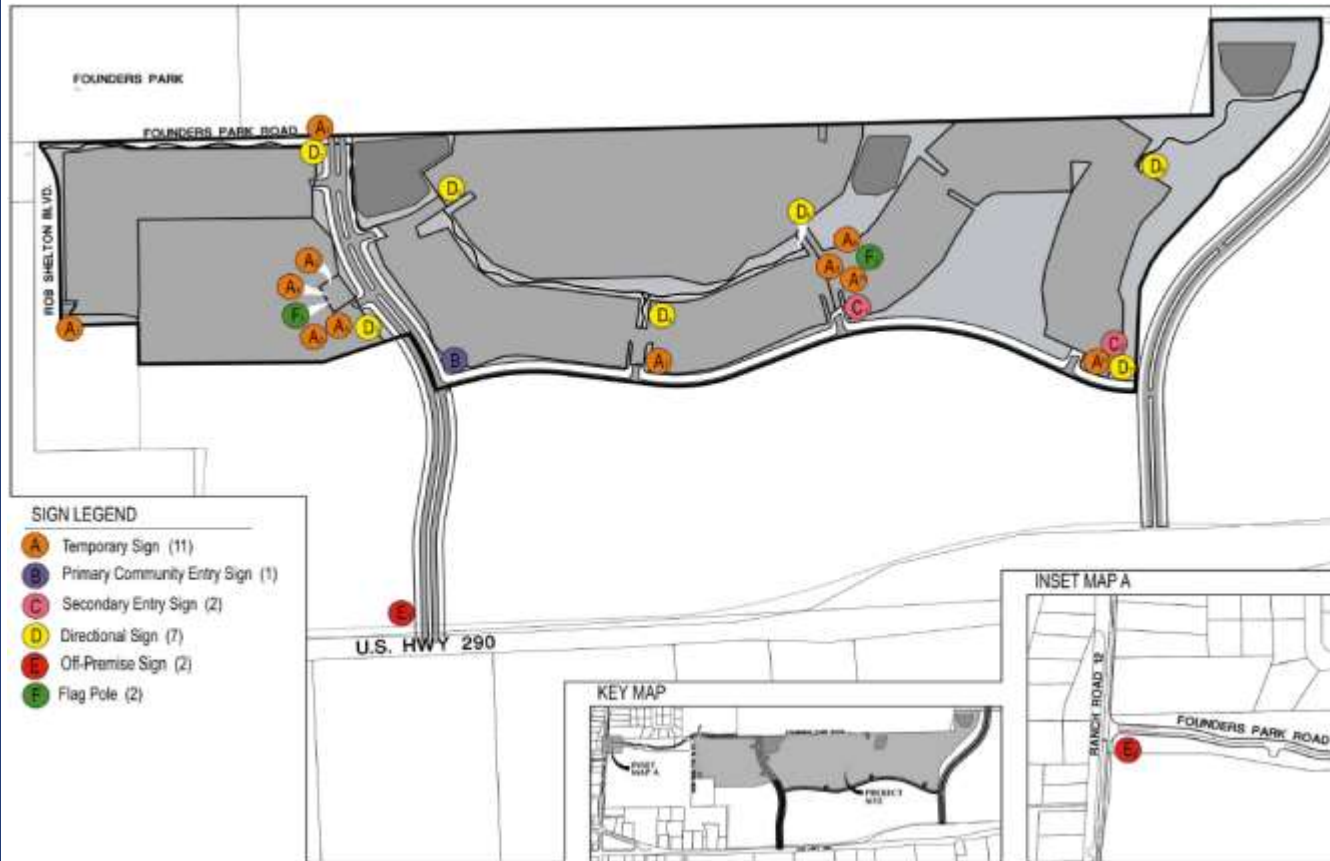 FOUNDERS PARK
FOUNDERS PARK ROAD
ROB SHELTON BLVD.
A
D
D
D
D
A
F
A
A
C
A
A
F
A
A
D
A
B
D
A
C
A
D
SIGN LEGEND
A Temporary Sign (11)
B Primary Community Entry Sign (1)
C Secondary Entry Sign (2)
D Directional Sign (7)
E Off-Premise Sign (2)
F Flag Pole (2)
E
U.S. HWY 290
KEY MAP
INSET
MAP A
PROJECT
SITE
INSET MAP A
RANCH ROAD 12
FOUNDERS PARK ROAD
E